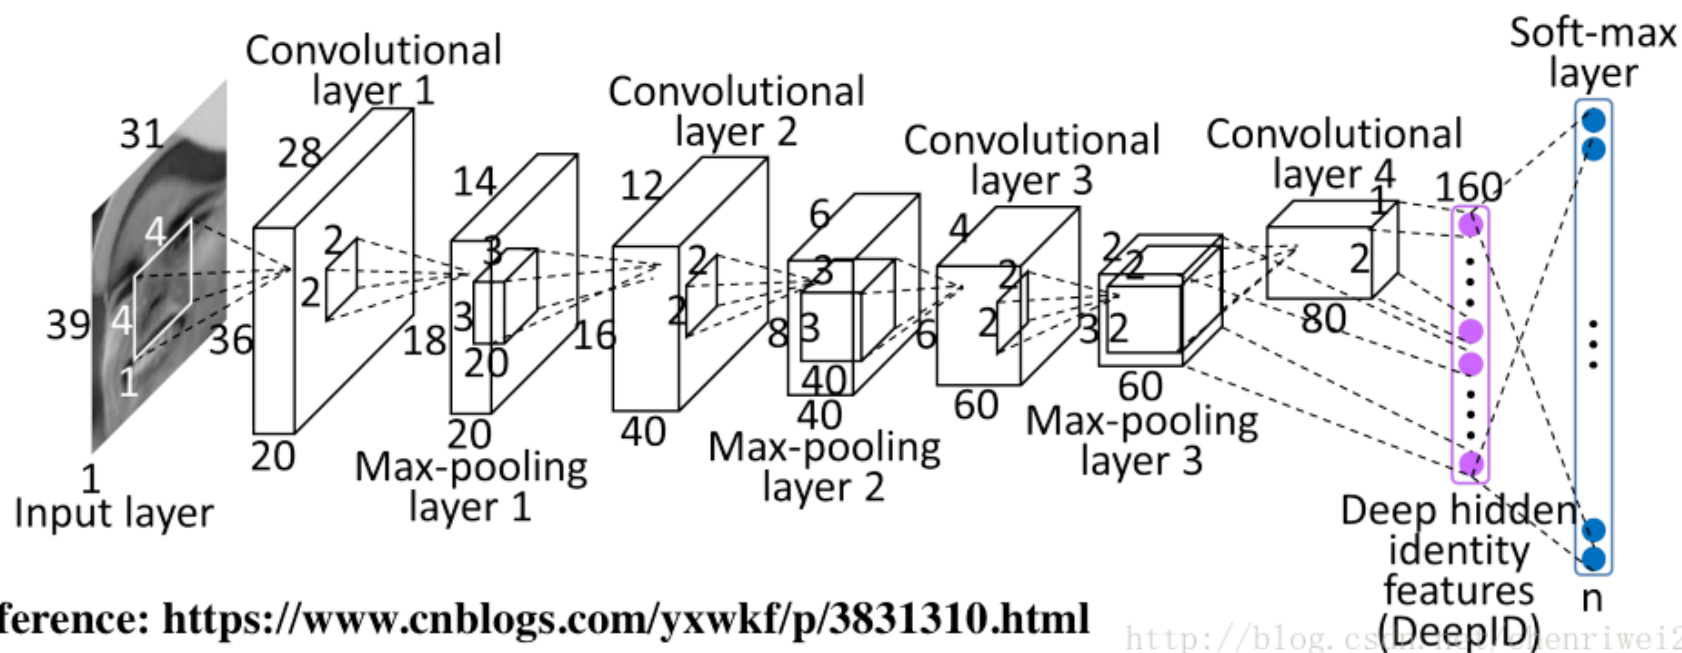 Soft-max
layer
Convolutional
layer 1
Convolutional
layer 2
Convolutional
layer 3
Convolutional
layer 4
31
28
14
12
6
4
2
1
160
4
4
1
39
1
Input layer
36
2
2
20
18
3
3
20
20
Max-pooling
layer 1
16
2
2
40
8
3
3
40
40
Max-pooling
layer 2
6
2
2
60
3
2
2
60
Max-pooling
layer 3
2
80
Deep hidden
identity
features
(DeepID)
n
ference: https://www.cnblogs.com/yxwkf/p/3831310.html